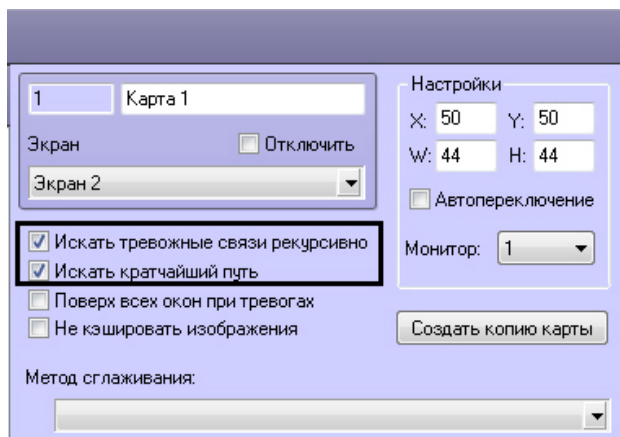 1
Карта 1
Экран
Отключить
Экран 2
Искать тревожные связи рекурсивно
Искать кратчайший путь
Поверх всех окон при тревогах
Не кэшировать изображения
Метод сглаживания:
Настройки
X: 50 Y: 50
W: 44 H: 44
Автопереключение
Монитор: 1
Создать копию карты